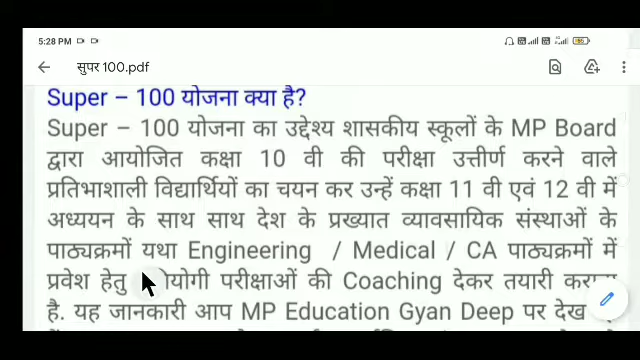 5:28 PM
सुपर 100.pdf
Super – 100 योजना क्या है?
Super – 100 योजना का उद्देश्य शासकीय स्कूलों के MP Board
द्वारा आयोजित कक्षा 10 वी की परीक्षा उत्तीर्ण करने वाले
प्रतिभाशाली विद्यार्थियों का चयन कर उन्हें कक्षा 11 वी एवं 12 वी में
अध्ययन के साथ साथ देश के प्रख्यात व्यावसायिक संस्थाओं के
पाठ्यक्रमों यथा Engineering / Medical / CA पाठ्यक्रमों में
प्रवेश हेतु योगी परीक्षाओं की Coaching देकर तयारी
है. यह जानकारी आप MP Education Gyan Deep पर देख